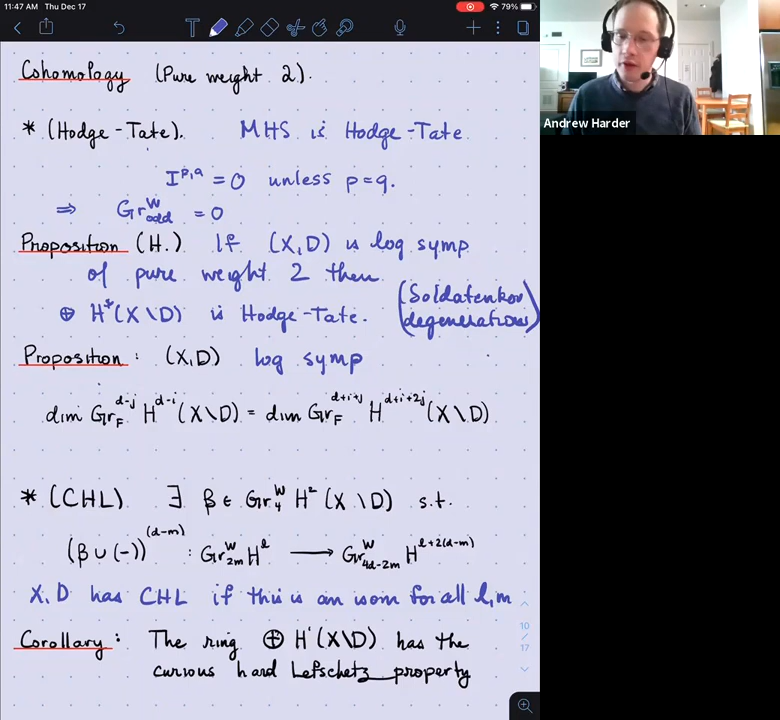 11:47 AM Thu Dec 17
79%
Cohomology (Pure weight 2).
* (Hodge-Tate). MHS is Hodge-Tate
I^{p,q} = 0 unless p=q.
⇒ Gr^W_{odd} = 0
Proposition (H.) If (X,D) is log symp
of pure weight 2 then
⊕ H^*(X\D) is Hodge-Tate. (Soldatenkov degenerations)
Proposition: (X,D) log symp
dim Gr_F^{d-j} H^{d-i}(X\D) = dim Gr_F^{d+i+j} H^{d+i+2j}(X\D)
* (CHL) ∃ β ∈ Gr^W_4 H^2(X\D) s.t.
(β ∪ (-))^{(d-m)} : Gr^W_{2m} H^ℓ ⟶ Gr^W_{4d-2m} H^{ℓ+2(d-m)}
X,D has CHL if this is an isom for all l,m
Corollary: The ring ⊕ H^·(X\D) has the
curious hard Lefschetz property
10
/
17
Andrew Harder